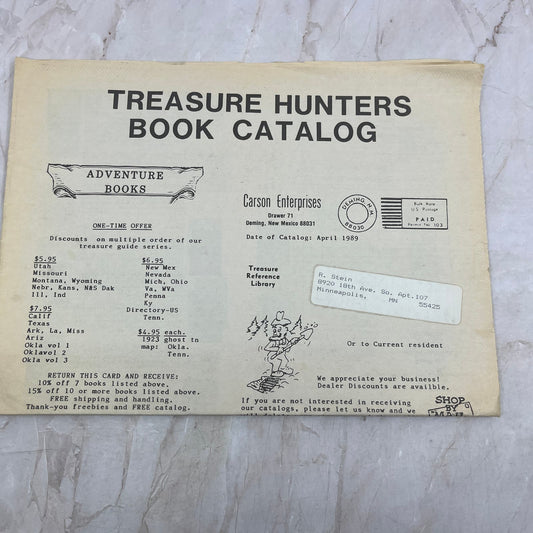 TREASURE HUNTERS
BOOK CATALOG
ADVENTURE
BOOKS
ONE-TIME OFFER
Discounts on multiple order of our
treasure guide series.
$5.95
Utah
Missouri
Montana, Wyoming
Nebr, Kans, N&S Dak
Ill, Ind
$7.95
Calif
Texas
Ark, La, Miss
Ariz
Okla vol 1
Oklavol 2
Okla vol 3
$6.95
New Mex
Nevada
Mich, Ohio
Va, WVa
Penna
Ky
Directory-US
Tenn.
$4.95 each.
1923 ghost to
map: Okla.
Tenn.
RETURN THIS CARD AND RECEIVE:
10% off 7 books listed above.
15% off 10 or more books listed above.
FREE shipping and handling.
Thank-you freebies and FREE catalog.
Carson Enterprises
Drawer 71
Deming, New Mexico 88031
DEMING, N.M.
88030
Bulk Rate
U.S. Postage
PAID
Permit No. 103
Date of Catalog: April 1989
Treasure
Reference
Library
R. Stein
8920 18th Ave. So. Apt.107
Minneapolis, MN
55425
Or to Current resident
We appreciate your business!
Dealer Discounts are availble.
If you are not interested in receiving
our catalogs, please let us know and we
SHOP
BY
MAIL